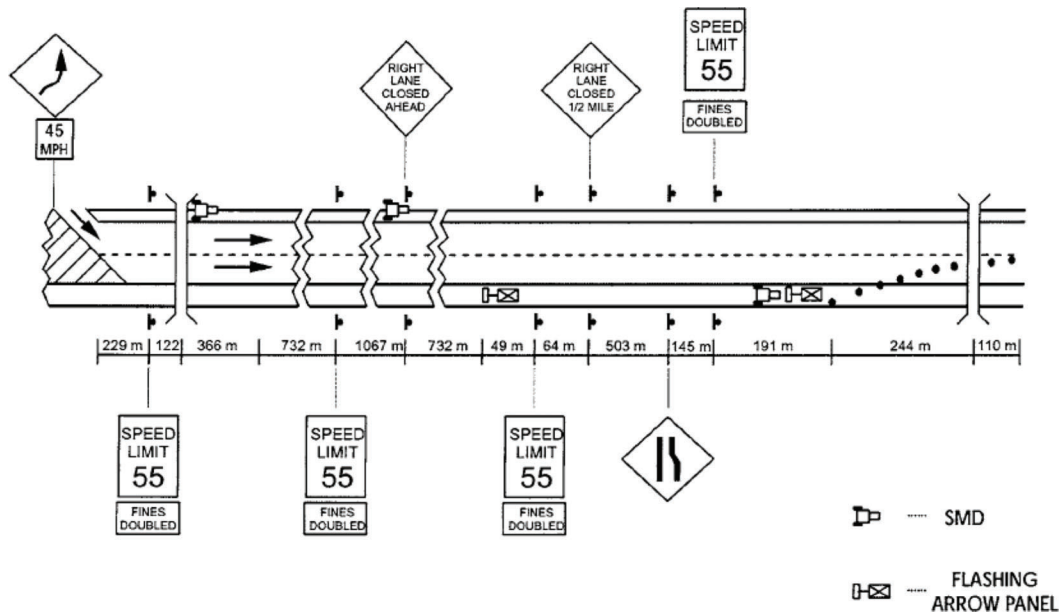 SPEED
LIMIT
55
FINES
DOUBLED
RIGHT
LANE
CLOSED
AHEAD
RIGHT
LANE
CLOSED
1/2 MILE
45
MPH
229 m
122
366 m
732 m
1067 m
732 m
49 m
64 m
503 m
145 m
191 m
244 m
110 m
SPEED
LIMIT
55
FINES
DOUBLED
SPEED
LIMIT
55
FINES
DOUBLED
SPEED
LIMIT
55
FINES
DOUBLED
SMD
FLASHING
ARROW PANEL